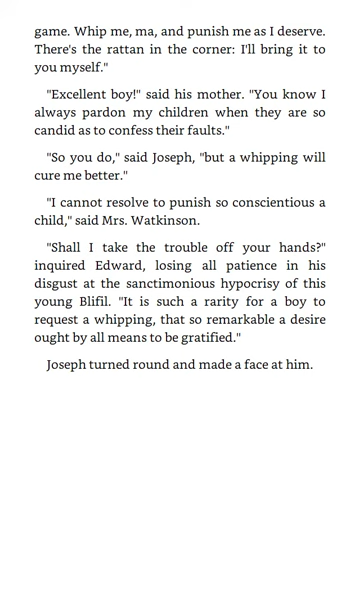 game. Whip me, ma, and punish me as I deserve.
There's the rattan in the corner: I'll bring it to
you myself."
"Excellent boy!" said his mother. "You know I
always pardon my children when they are so
candid as to confess their faults."
"So you do," said Joseph, "but a whipping will
cure me better."
"I cannot resolve to punish so conscientious a
child," said Mrs. Watkinson.
"Shall I take the trouble off your hands?"
inquired Edward, losing all patience in his
disgust at the sanctimonious hypocrisy of this
young Blifil. "It is such a rarity for a boy to
request a whipping, that so remarkable a desire
ought by all means to be gratified."
Joseph turned round and made a face at him.